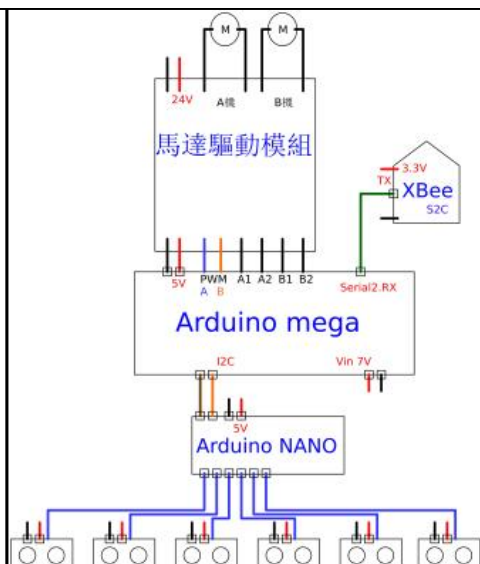 M M
24V A機 B機
馬達驅動模組
3.3V
TX
XBee
S2C
5V PWM A1 A2 B1 B2
A B
Serial2.RX
Arduino mega
I2C Vin 7V
5V
Arduino NANO